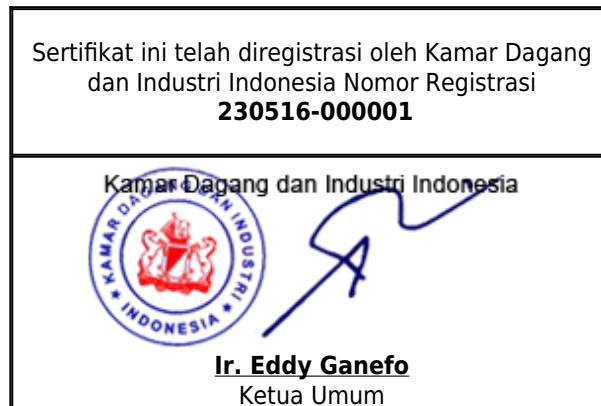 Sertifikat ini telah diregistrasi oleh Kamar Dagang
dan Industri Indonesia Nomor Registrasi
230516-000001
Kamar Dagang dan Industri Indonesia
KAMAR DAGANG DAN INDUSTRI
INDONESIA
Ir. Eddy Ganefo
Ketua Umum